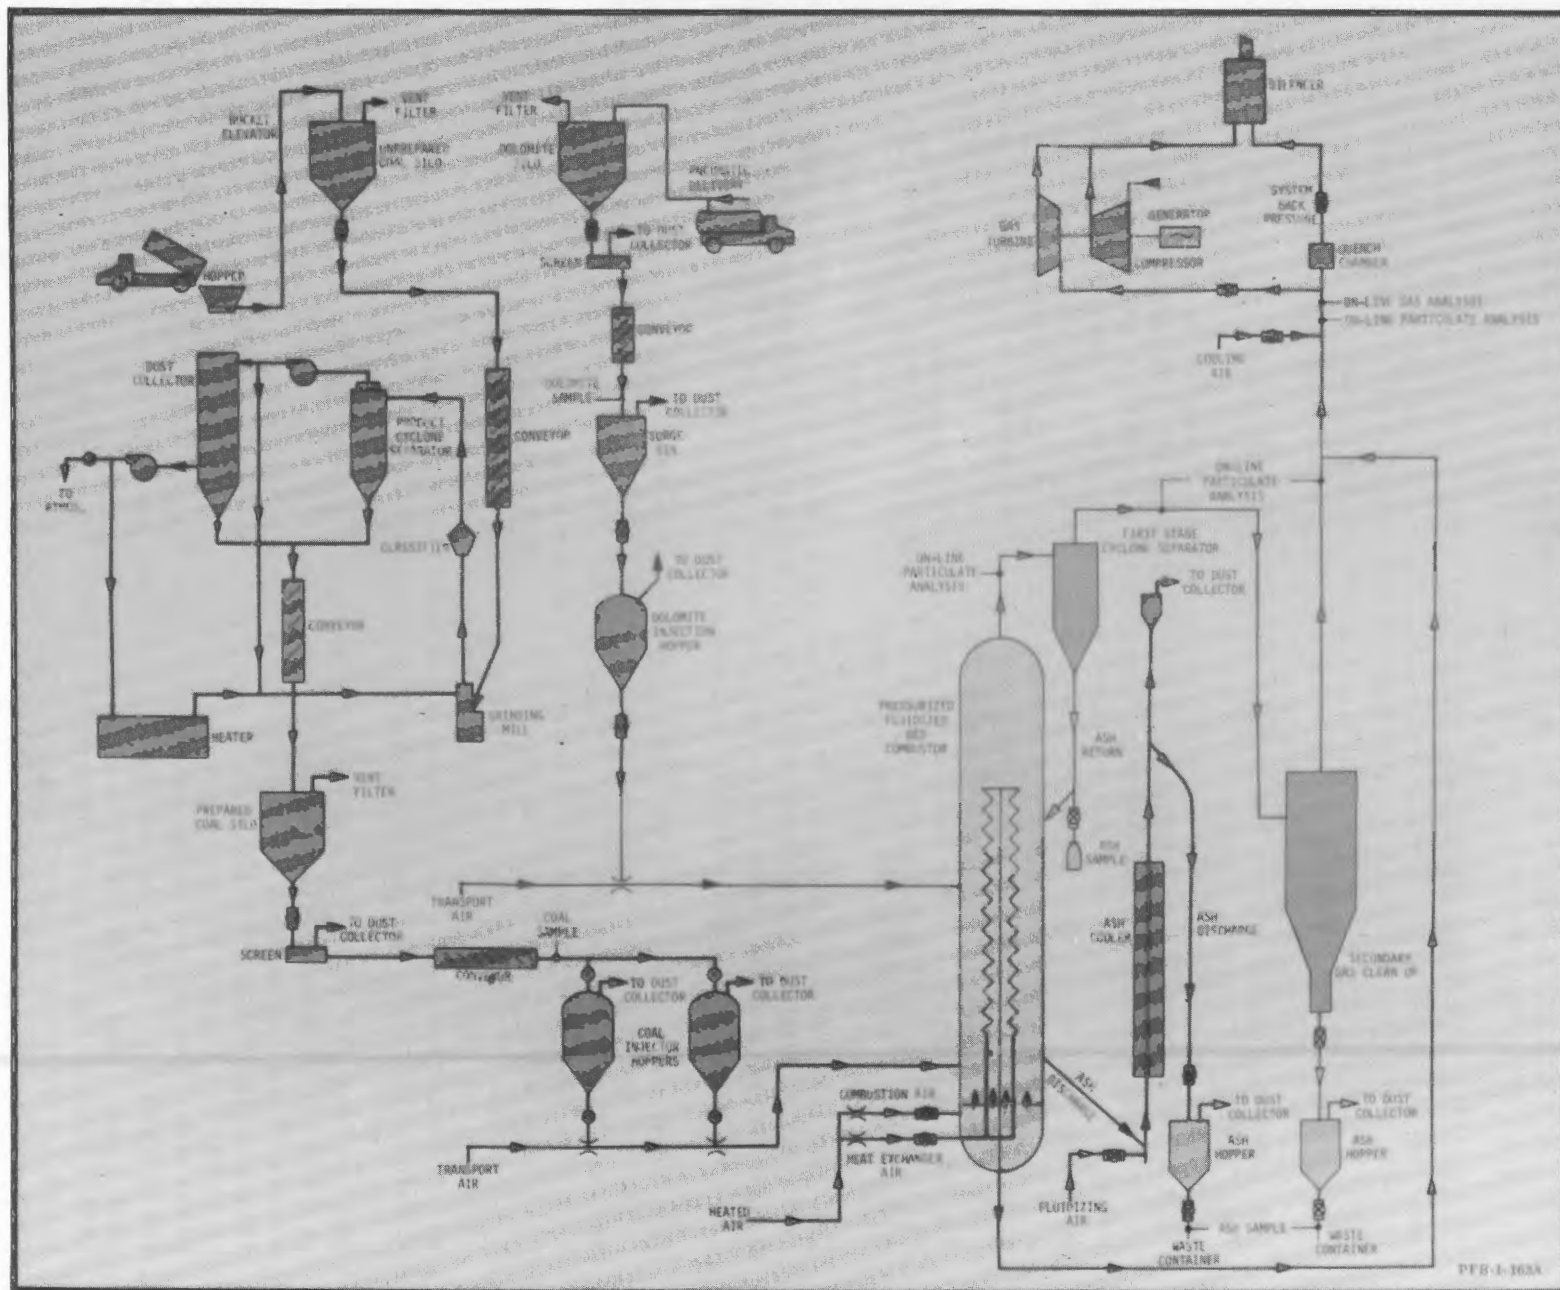 VENT
FILTER
VENT
FILTER
SILENCER
BUCKET
ELEVATOR
UNPREPARED
COAL SILO
DOLOMITE
SILO
PNEUMATIC
DELIVERY
SYSTEM
BACK
PRESSURE
HOPPER
TO DUST
COLLECTOR
SCREEN
GAS
TURBINE
GENERATOR
COMPRESSOR
QUENCH
CHAMBER
ON-LINE GAS ANALYSIS
ON-LINE PARTICULATE ANALYSIS
CONVEYOR
COOLING
AIR
DUST
COLLECTOR
DOLOMITE
SAMPLE
TO DUST
COLLECTOR
PRODUCT
CYCLONE
SEPARATOR
CONVEYOR
SURGE
BIN
TO
ATMOS.
ON-LINE
PARTICULATE
ANALYSIS
CLASSIFIER
FIRST STAGE
CYCLONE SEPARATOR
TO DUST
COLLECTOR
ON-LINE
PARTICULATE
ANALYSIS
TO DUST
COLLECTOR
CONVEYOR
DOLOMITE
INJECTION
HOPPER
GRINDING
MILL
HEATER
PRESSURIZED
FLUIDIZED
BED
COMBUSTOR
ASH
RETURN
VENT
FILTER
PREPARED
COAL SILO
ASH
SAMPLE
TRANSPORT
AIR
COAL
SAMPLE
ASH
COOLER
ASH
DISCHARGE
TO DUST
COLLECTOR
SCREEN
CONVEYOR
SECONDARY
GAS CLEAN UP
TO DUST
COLLECTOR
TO DUST
COLLECTOR
COAL
INJECTOR
HOPPERS
ASH
DISCHARGE
COMBUSTION AIR
TO DUST
COLLECTOR
TO DUST
COLLECTOR
HEAT EXCHANGER
AIR
ASH
HOPPER
ASH
HOPPER
TRANSPORT
AIR
HEATED
AIR
FLUIDIZING
AIR
ASH SAMPLE
WASTE
CONTAINER
WASTE
CONTAINER
PFB-1-163A